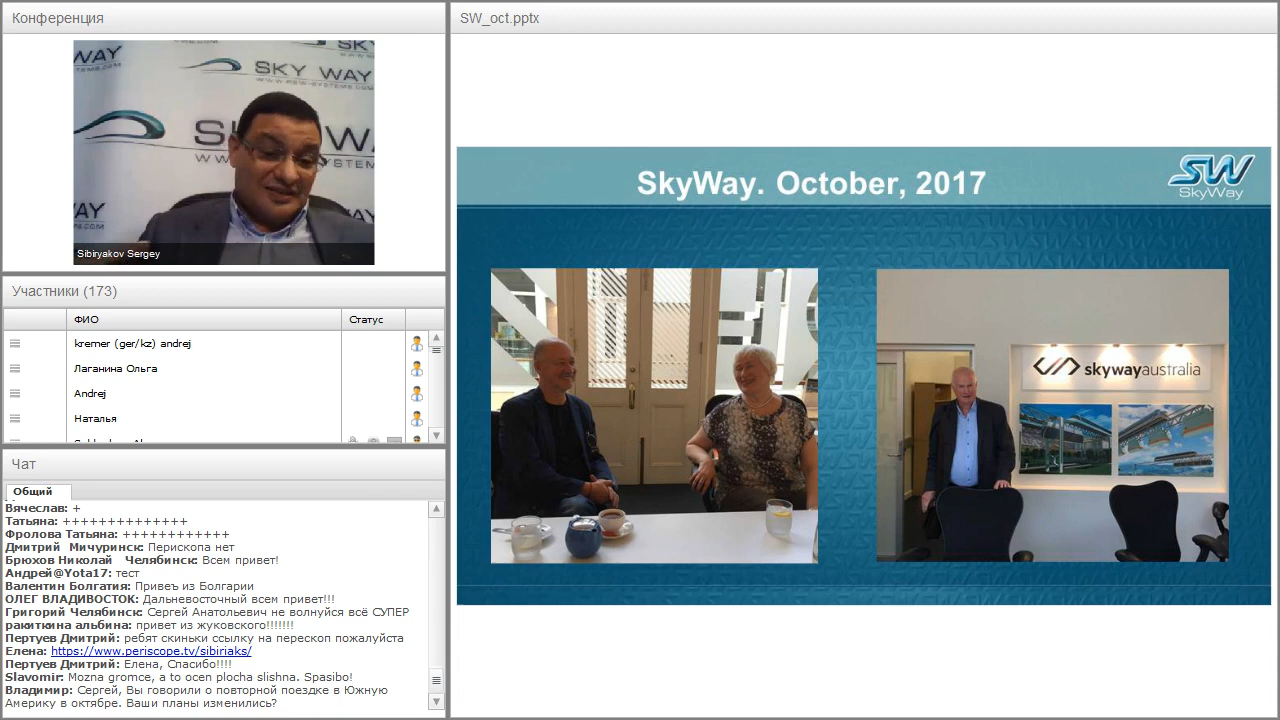 Конференция
SKY WAY
WWW.RSW-SYSTEMS.COM
Sibiryakov Sergey
Участники (173)
ФИО
Статус
kremer (ger/kz) andrej
Лаганина Ольга
Andrej
Наталья
Чат
Общий
Вячеслав: +
Татьяна: ++++++++++++++
Фролова Татьяна: ++++++++++++
Дмитрий Мичуринск: Перископа нет
Брюхов Николай Челябинск: Всем привет!
Андрей@Yota17: тест
Валентин Болгатия: Привеъ из Болгарии
ОЛЕГ ВЛАДИВОСТОК: Дальневосточный всем привет!!!
Григорий Челябинск: Сергей Анатольевич не волнуйся всё СУПЕР
ракиткина альбина: привет из жуковского!!!!!!!
Пертуев Дмитрий: ребят скиньки ссылку на перескоп пожалуйста
Елена: https://www.periscope.tv/sibiriaks/
Пертуев Дмитрий: Елена, Спасибо!!!!
Slavomir: Mozna gromce, a to ocen plocha slishna. Spasibo!
Владимир: Сергей, Вы говорили о повторной поездке в Южную
Америку в октябре. Ваши планы изменились?
SW_oct.pptx
SkyWay. October, 2017
SW
SkyWay
skywayaustralia